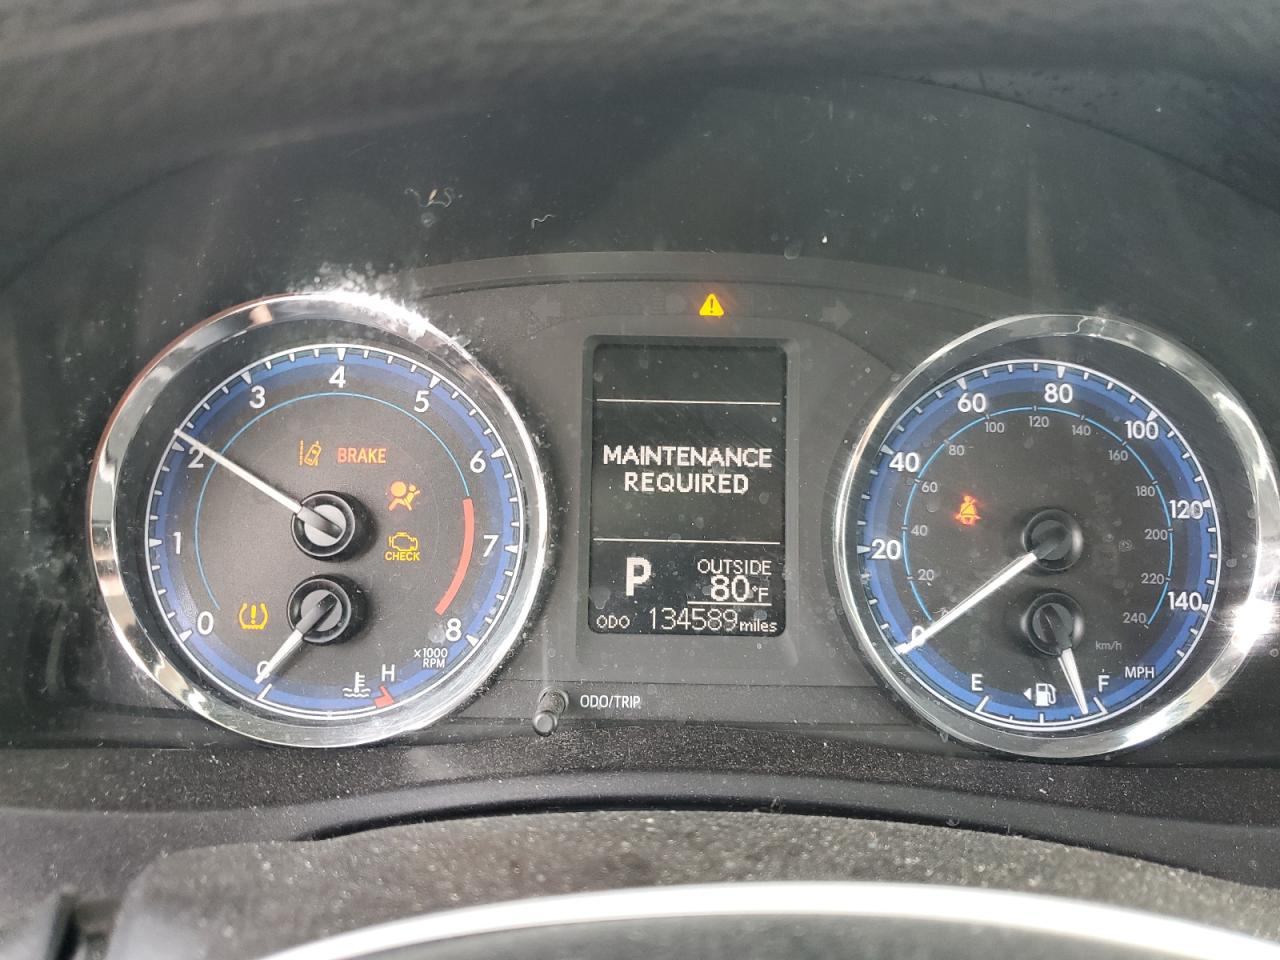 4
3
5
2
6
1
7
0
8
BRAKE
CHECK
×1000
RPM
C
H
MAINTENANCE
REQUIRED
P
OUTSIDE
80°F
ODO 134589 miles
ODO/TRIP
0
20
40
60
80
100
120
140
20
40
60
80
100
120
140
160
180
200
220
240
km/h
MPH
E
F